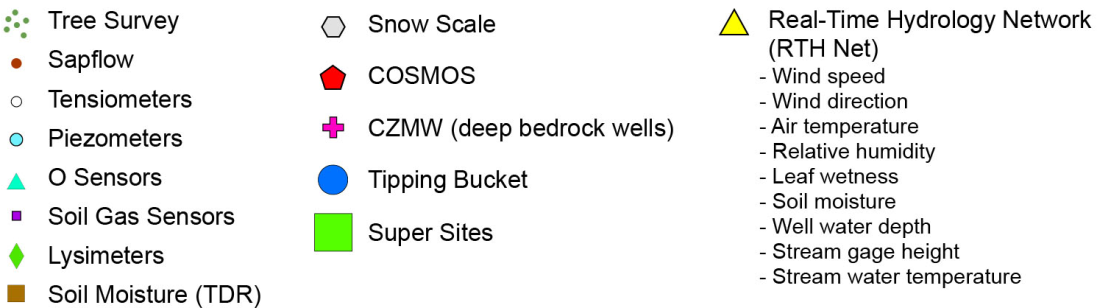 Tree Survey
Sapflow
Tensiometers
Piezometers
O Sensors
Soil Gas Sensors
Lysimeters
Soil Moisture (TDR)
Snow Scale
COSMOS
CZMW (deep bedrock wells)
Tipping Bucket
Super Sites
Real-Time Hydrology Network
(RTH Net)
- Wind speed
- Wind direction
- Air temperature
- Relative humidity
- Leaf wetness
- Soil moisture
- Well water depth
- Stream gage height
- Stream water temperature